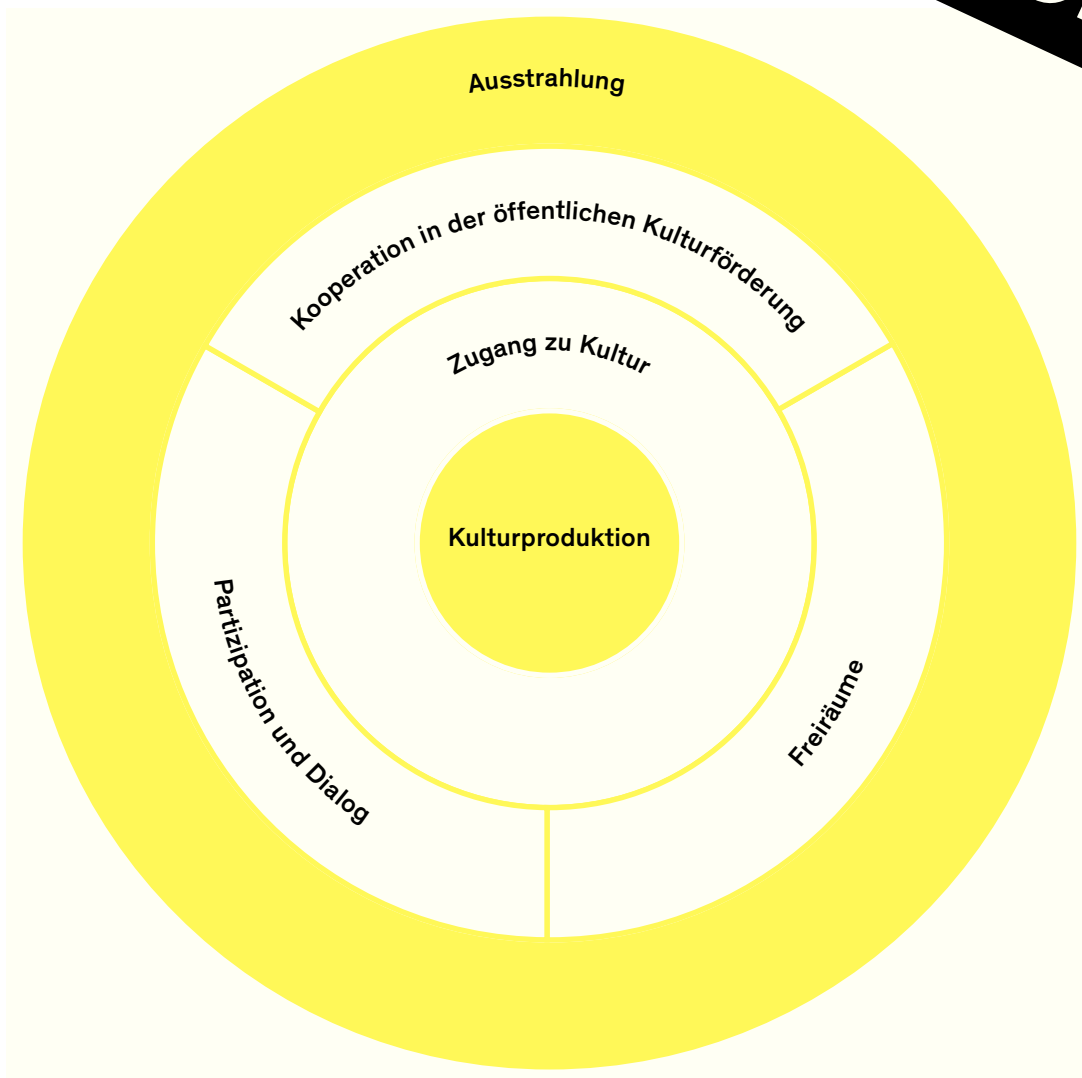 Ausstrahlung
Kooperation in der öffentlichen Kulturförderung
Zugang zu Kultur
Kulturproduktion
Partizipation und Dialog
Freiräume